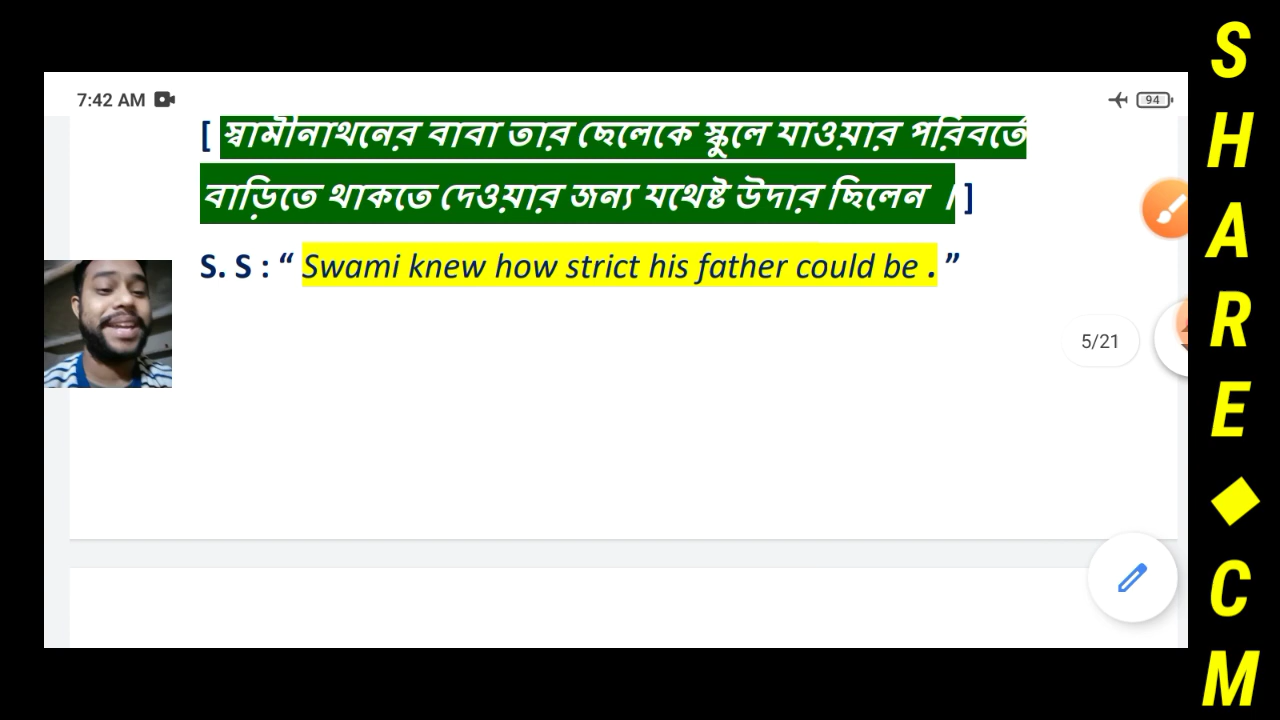 7:42 AM
94
[ স্বামীনাথনের বাবা তার ছেলেকে স্কুলে যাওয়ার পরিবর্তে
বাড়িতে থাকতে দেওয়ার জন্য যথেষ্ট উদার ছিলেন । ]
S. S : “ Swami knew how strict his father could be . ”
5/21
SHARE ◆ CM